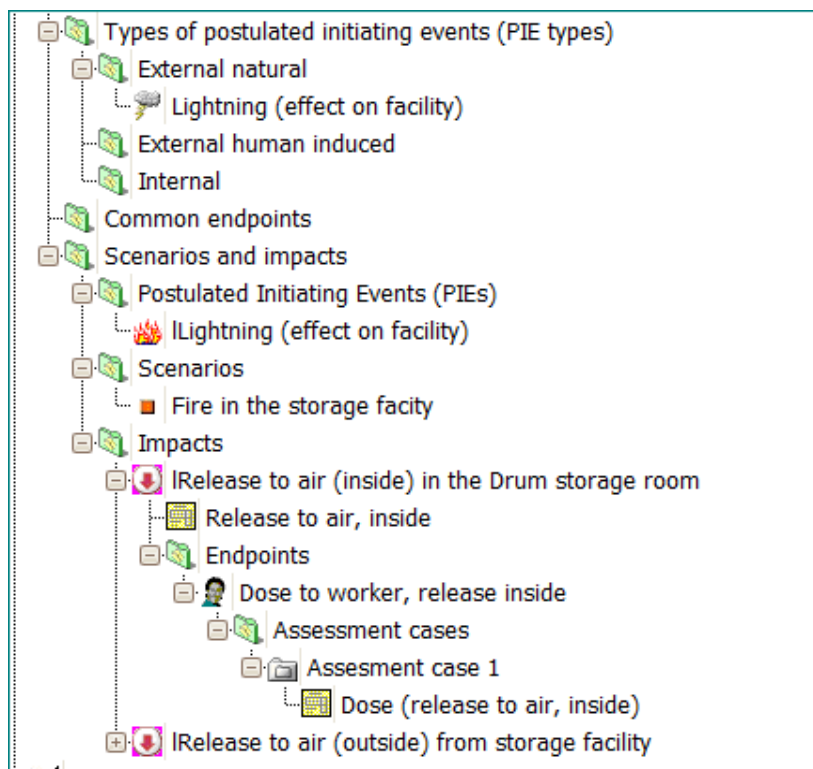 Types of postulated initiating events (PIE types)
External natural
Lightning (effect on facility)
External human induced
Internal
Common endpoints
Scenarios and impacts
Postulated Initiating Events (PIEs)
lLightning (effect on facility)
Scenarios
Fire in the storage facity
Impacts
lRelease to air (inside) in the Drum storage room
Release to air, inside
Endpoints
Dose to worker, release inside
Assessment cases
Assesment case 1
Dose (release to air, inside)
lRelease to air (outside) from storage facility